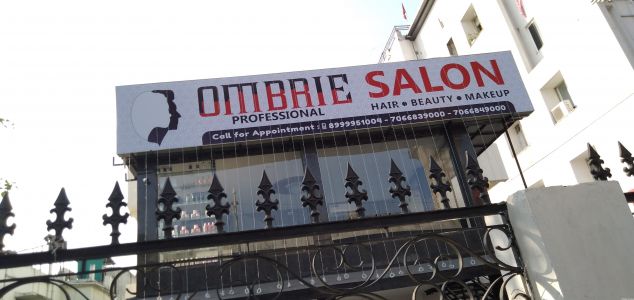 OMBRIE SALON
PROFESSIONAL
HAIR • BEAUTY • MAKEUP
Call for Appointment : 8999951004 - 7066839000 - 7066849000